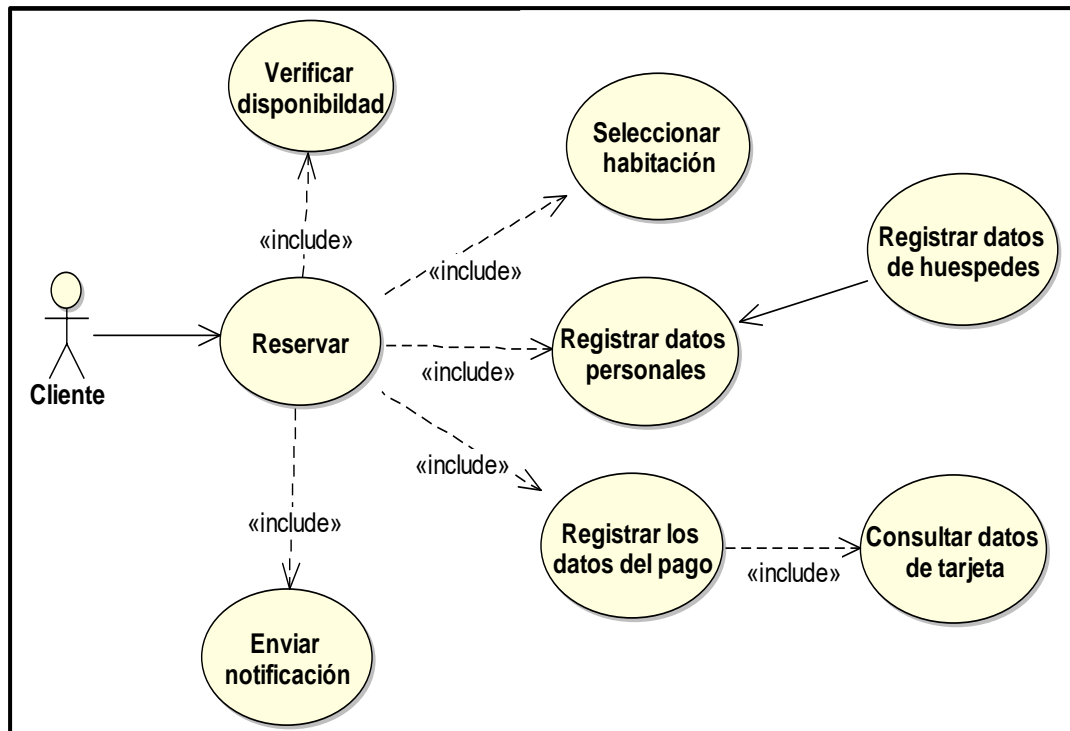 Verificar
disponibildad
Seleccionar
habitación
Registrar datos
de huespedes
«include»
«include»
Reservar
Registrar datos
personales
«include»
Cliente
«include»
Registrar los
datos del pago
Consultar datos
de tarjeta
«include»
«include»
Enviar
notificación